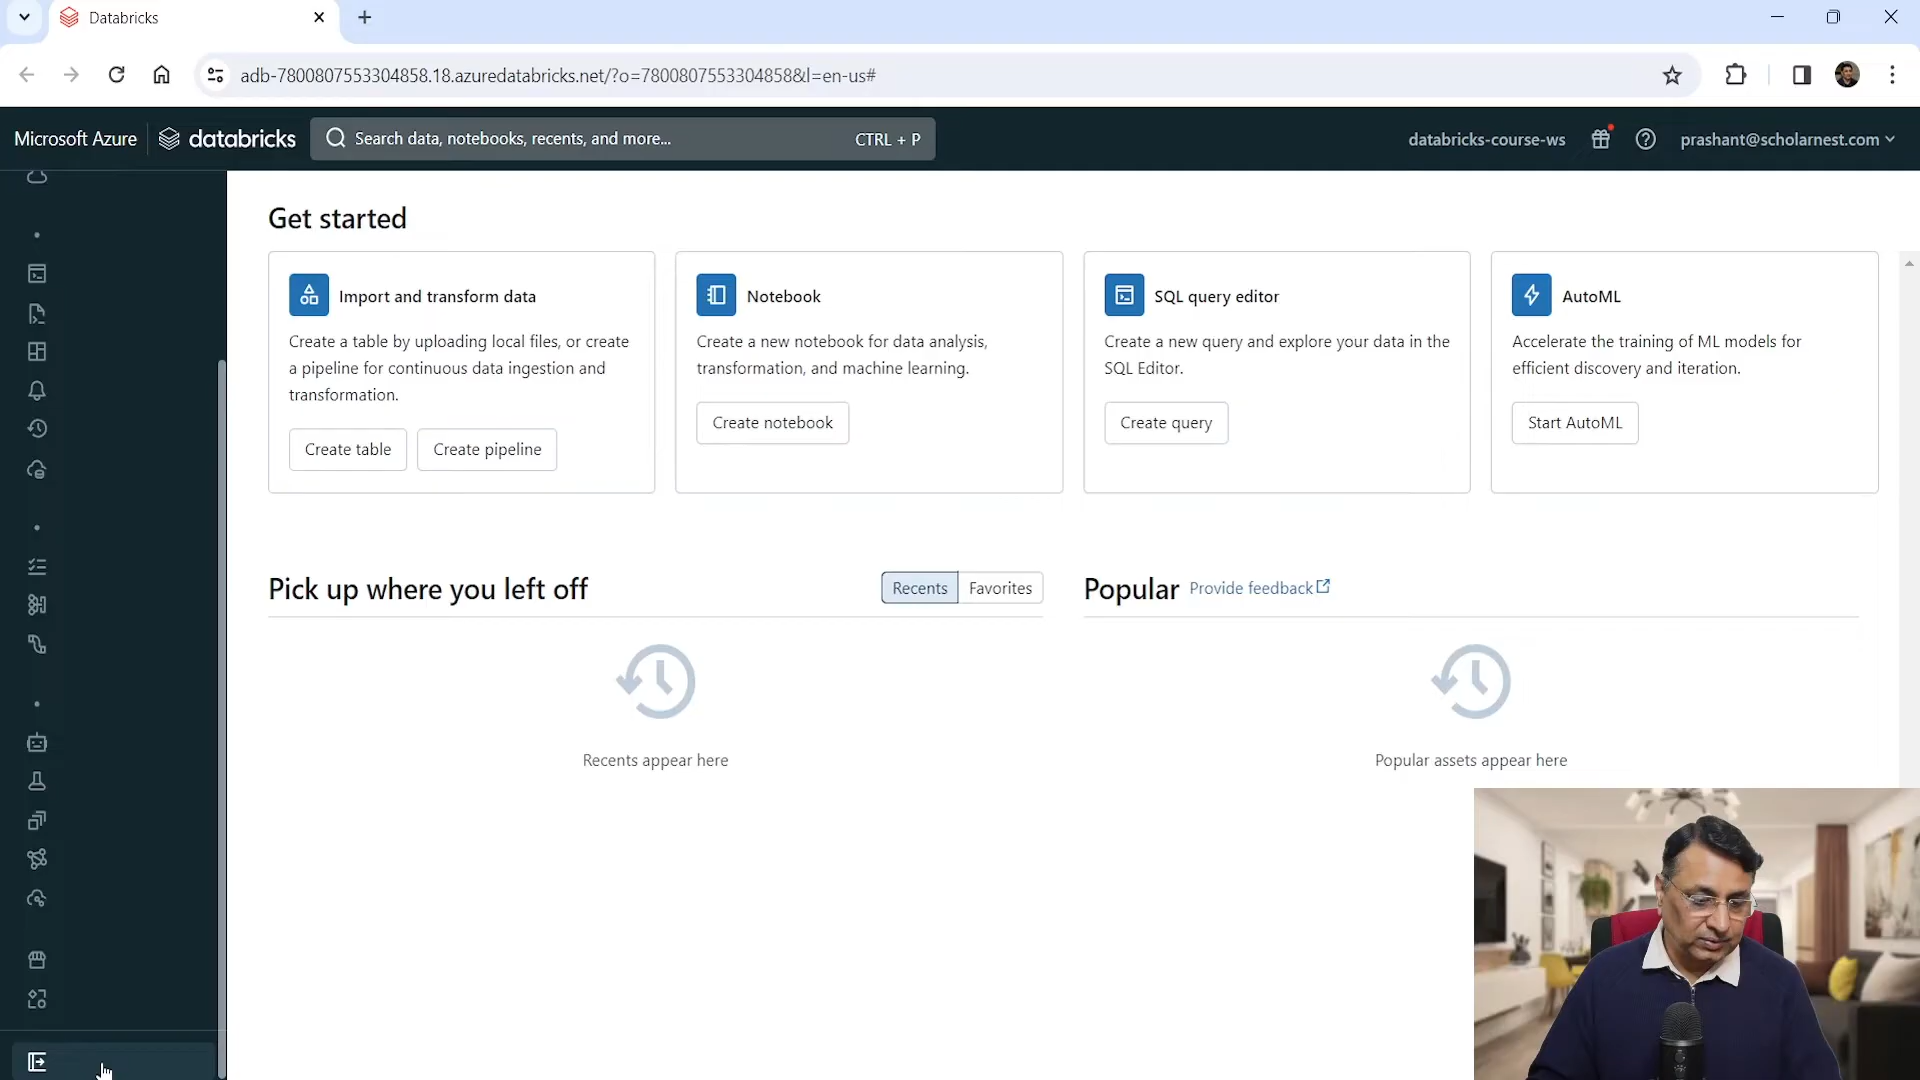 Databricks
adb-7800807553304858.18.azuredatabricks.net/?o=7800807553304858&l=en-us#
Microsoft Azure
databricks
Search data, notebooks, recents, and more...
CTRL + P
databricks-course-ws
prashant@scholarnest.com
Get started
Import and transform data
Create a table by uploading local files, or create
a pipeline for continuous data ingestion and
transformation.
Create table
Create pipeline
Notebook
Create a new notebook for data analysis,
transformation, and machine learning.
Create notebook
SQL query editor
Create a new query and explore your data in the
SQL Editor.
Create query
AutoML
Accelerate the training of ML models for
efficient discovery and iteration.
Start AutoML
Pick up where you left off
Recents
Favorites
Recents appear here
Popular
Provide feedback
Popular assets appear here